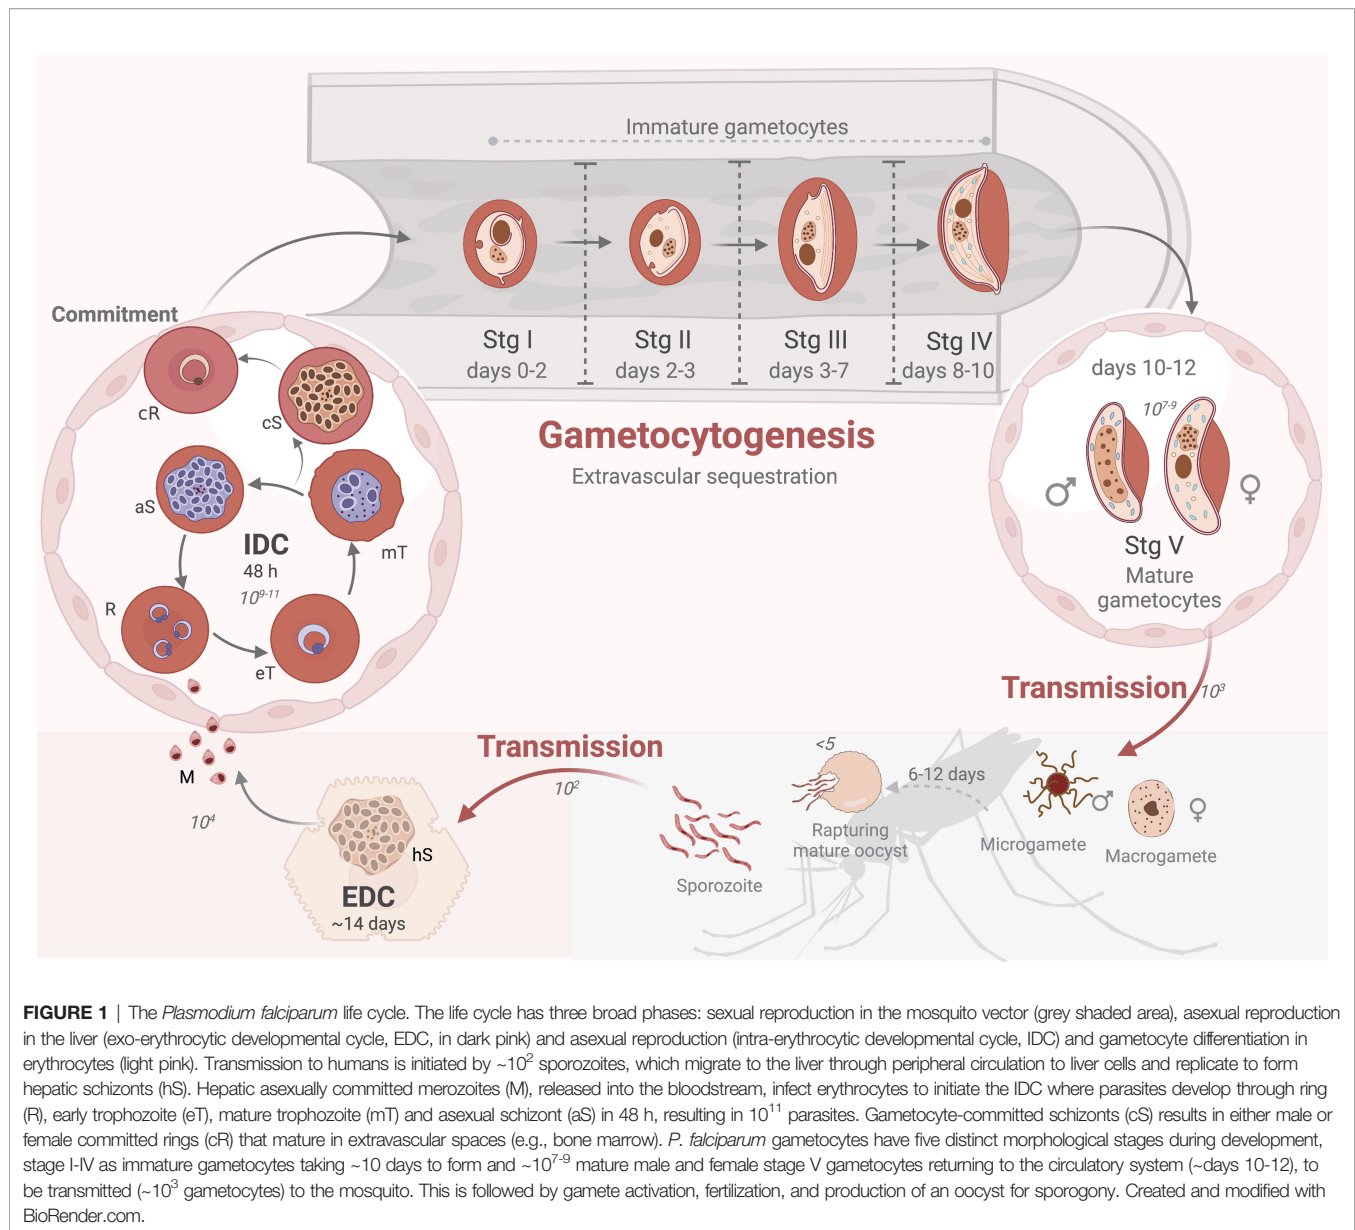 Immature gametocytes
Stg I
days 0-2
Stg II
days 2-3
Stg III
days 3-7
Stg IV
days 8-10
Gametocytogenesis
Extravascular sequestration
Commitment
cR
cS
aS
mT
IDC
48 h
10⁹⁻¹¹
R
eT
days 10-12
10⁷⁻⁹
♂
♀
Stg V
Mature
gametocytes
Transmission
10³
Transmission
10²
M
10⁴
hS
EDC
~14 days
Sporozoite
<5
Rapturing
mature oocyst
6-12 days
Microgamete
♂
Macrogamete
♀
FIGURE 1 | The Plasmodium falciparum life cycle. The life cycle has three broad phases: sexual reproduction in the mosquito vector (grey shaded area), asexual reproduction
in the liver (exo-erythrocytic developmental cycle, EDC, in dark pink) and asexual reproduction (intra-erythrocytic developmental cycle, IDC) and gametocyte differentiation in
erythrocytes (light pink). Transmission to humans is initiated by ~10² sporozoites, which migrate to the liver through peripheral circulation to liver cells and replicate to form
hepatic schizonts (hS). Hepatic asexually committed merozoites (M), released into the bloodstream, infect erythrocytes to initiate the IDC where parasites develop through ring
(R), early trophozoite (eT), mature trophozoite (mT) and asexual schizont (aS) in 48 h, resulting in 10¹¹ parasites. Gametocyte-committed schizonts (cS) results in either male or
female committed rings (cR) that mature in extravascular spaces (e.g., bone marrow). P. falciparum gametocytes have five distinct morphological stages during development,
stage I-IV as immature gametocytes taking ~10 days to form and ~10⁷⁻⁹ mature male and female stage V gametocytes returning to the circulatory system (~days 10-12), to
be transmitted (~10³ gametocytes) to the mosquito. This is followed by gamete activation, fertilization, and production of an oocyst for sporogony. Created and modified with
BioRender.com.